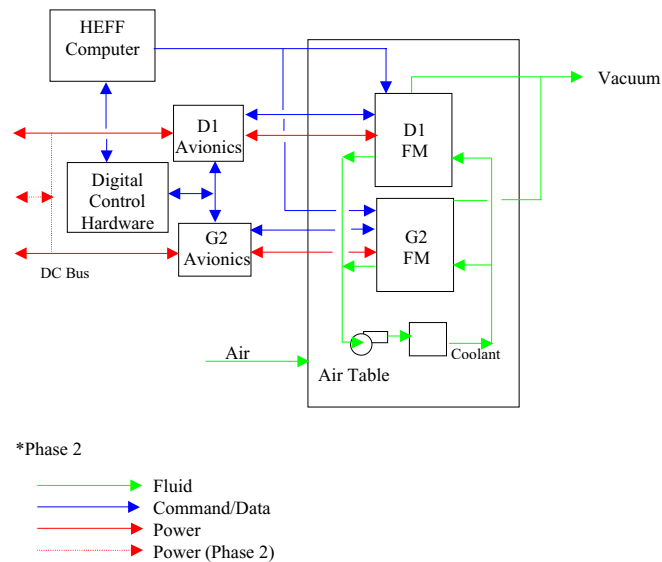 HEFF
Computer
Vacuum
D1
Avionics
D1
FM
Digital
Control
Hardware
G2
FM
G2
Avionics
DC Bus
Air
Coolant
Air Table
*Phase 2
Fluid
Command/Data
Power
Power (Phase 2)